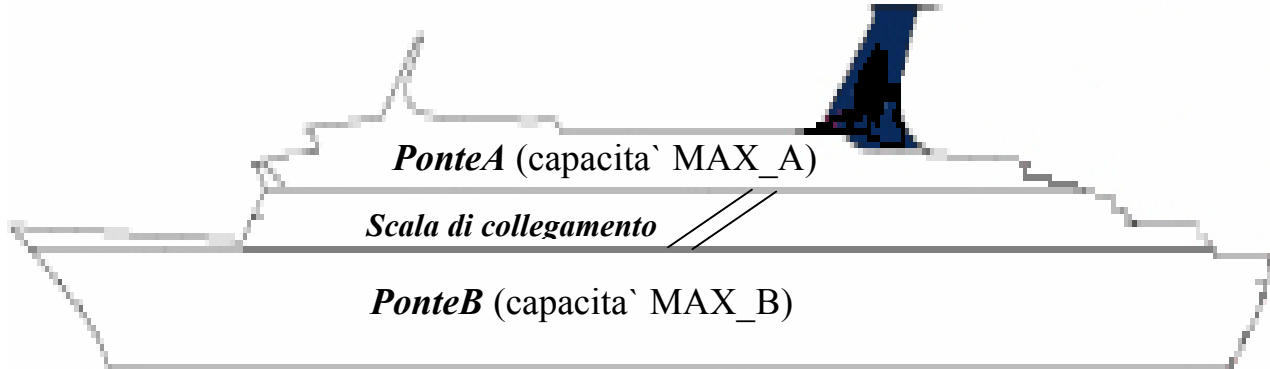 PonteA (capacita` MAX_A)
Scala di collegamento
PonteB (capacita` MAX_B)